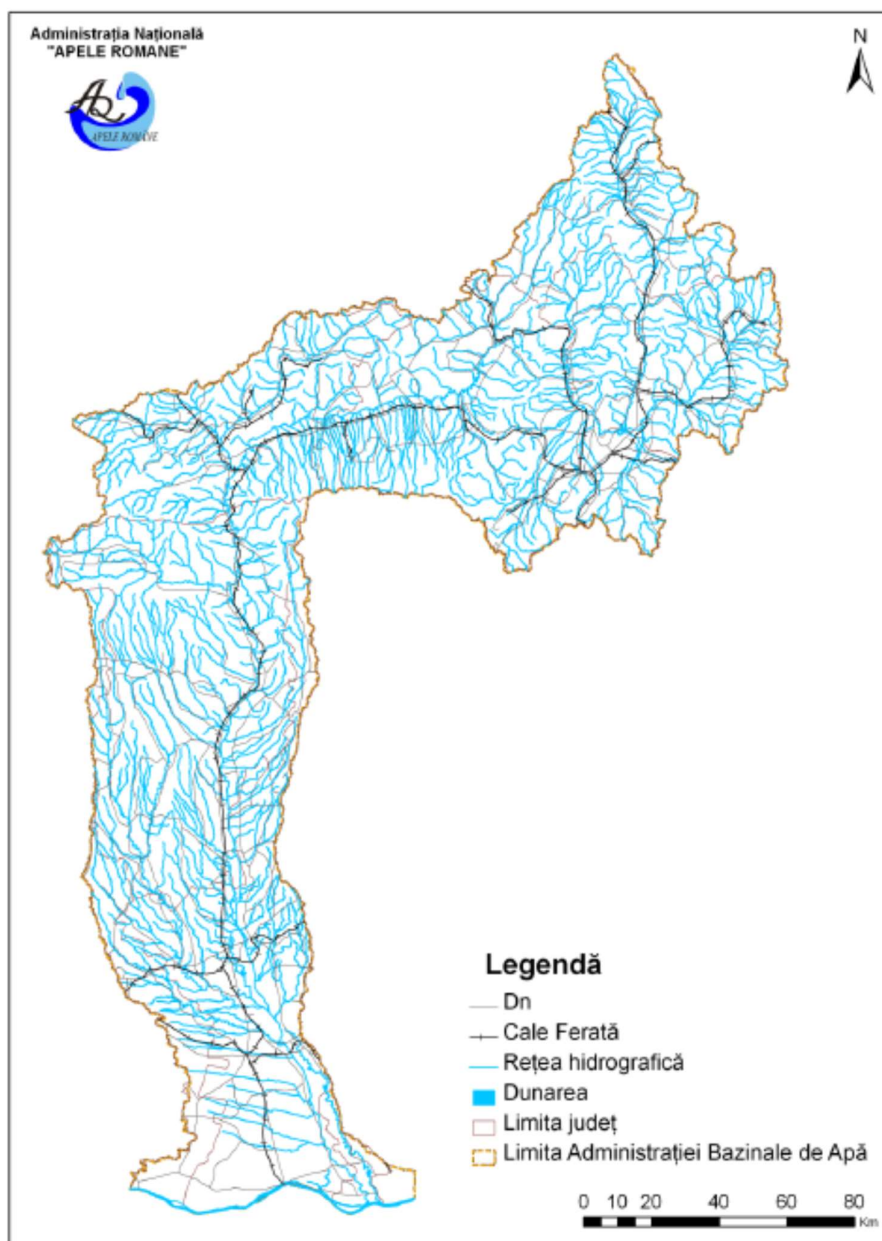 Administrația Națională
"APELE ROMANE"
APELE ROMÂNE
N
Legendă
Dn
Cale Ferată
Rețea hidrografică
Dunarea
Limita județ
Limita Administrației Bazinale de Apă
0 10 20 40 60 80
Km